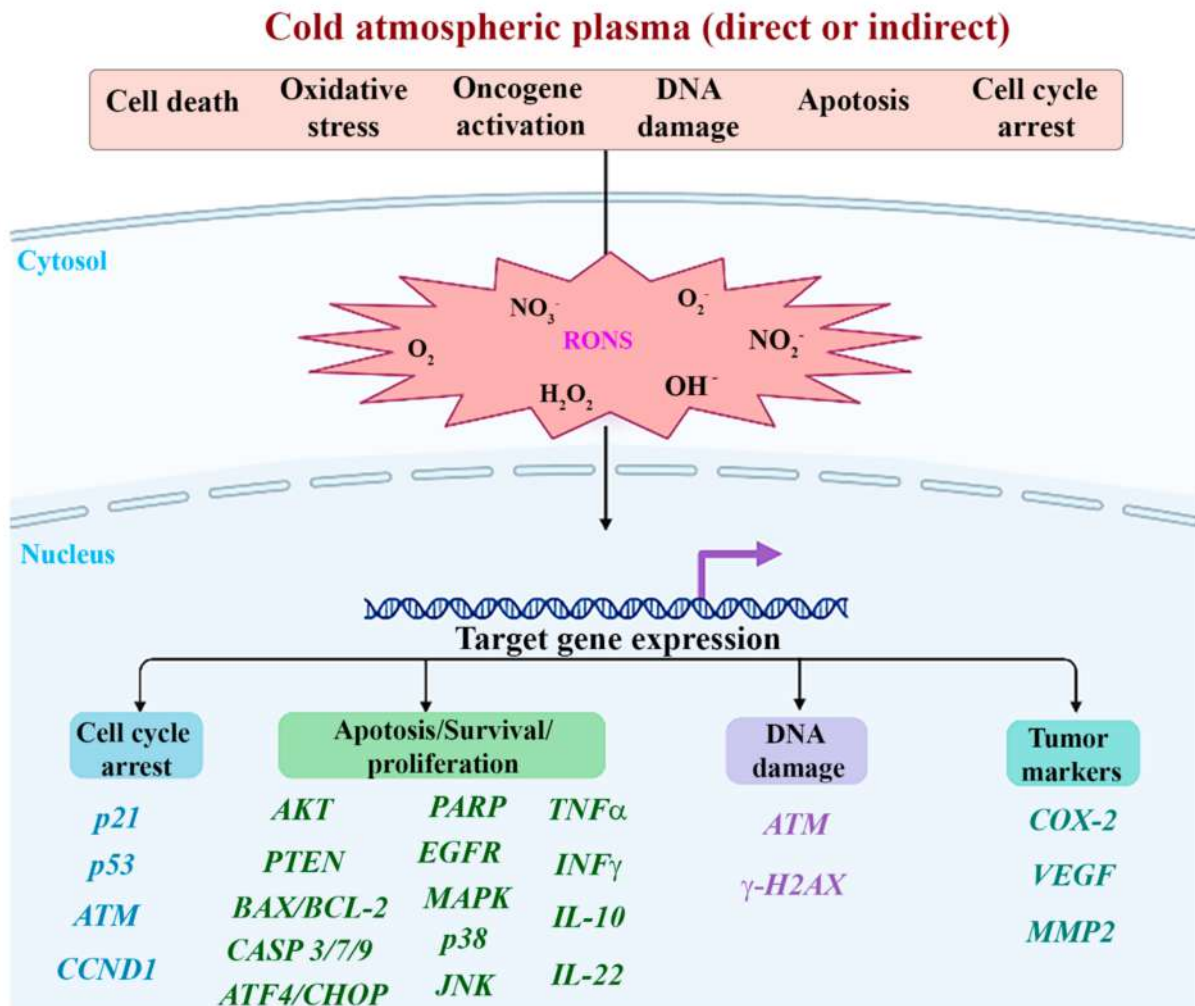 Cold atmospheric plasma (direct or indirect)
Cell death
Oxidative
stress
Oncogene
activation
DNA
damage
Apotosis
Cell cycle
arrest
Cytosol
NO₃⁻
O₂⁻
O₂
RONS
NO₂⁻
H₂O₂
OH⁻
Nucleus
Target gene expression
Cell cycle
arrest
p21
p53
ATM
CCND1
Apotosis/Survival/
proliferation
AKT
PTEN
BAX/BCL-2
CASP 3/7/9
ATF4/CHOP
PARP
EGFR
MAPK
p38
JNK
TNFα
INFγ
IL-10
IL-22
DNA
damage
ATM
γ-H2AX
Tumor
markers
COX-2
VEGF
MMP2